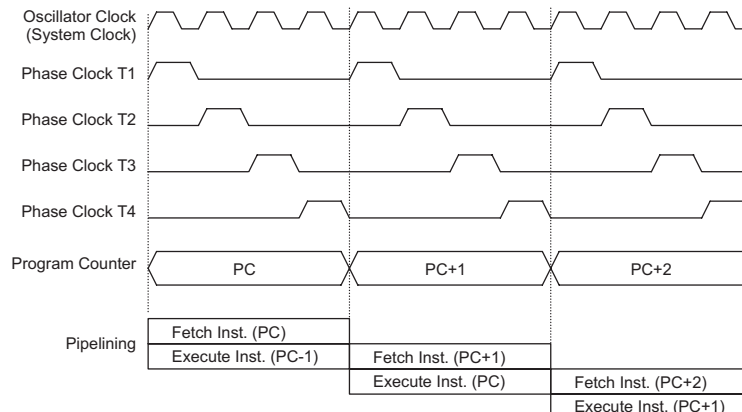 Oscillator Clock
(System Clock)
Phase Clock T1
Phase Clock T2
Phase Clock T3
Phase Clock T4
Program Counter
PC
PC+1
PC+2
Pipelining
Fetch Inst. (PC)
Execute Inst. (PC-1)
Fetch Inst. (PC+1)
Execute Inst. (PC)
Fetch Inst. (PC+2)
Execute Inst. (PC+1)